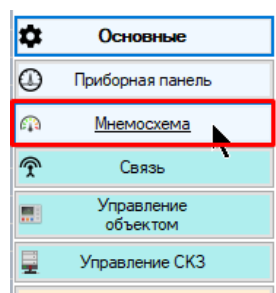 Основные
Приборная панель
Мнемосхема
Связь
Управление
объектом
Управление СКЗ